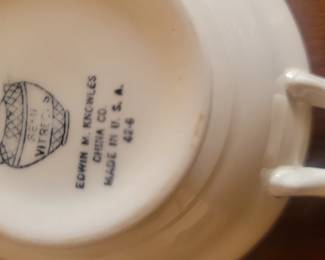 SEMI
VITREOUS
EDWIN M. KNOWLES
CHINA CO.
MADE IN U. S. A.
42-6